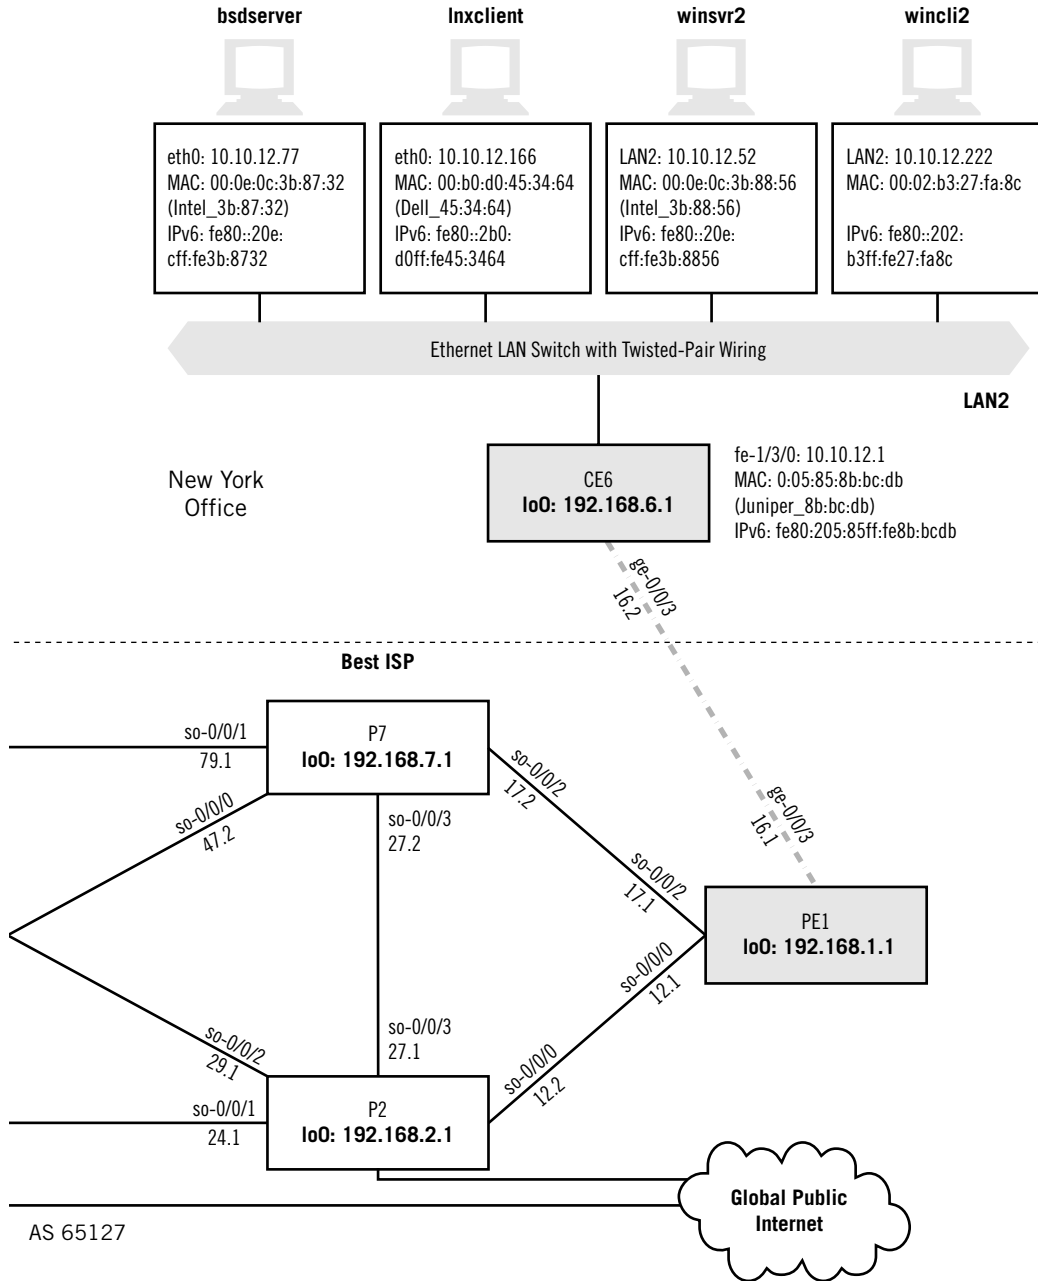 bsdserver
lnxclient
winsvr2
wincli2
eth0: 10.10.12.77
MAC: 00:0e:0c:3b:87:32
(Intel_3b:87:32)
IPv6: fe80::20e:
cff:fe3b:8732
eth0: 10.10.12.166
MAC: 00:b0:d0:45:34:64
(Dell_45:34:64)
IPv6: fe80::2b0:
d0ff:fe45:3464
LAN2: 10.10.12.52
MAC: 00:0e:0c:3b:88:56
(Intel_3b:88:56)
IPv6: fe80::20e:
cff:fe3b:8856
LAN2: 10.10.12.222
MAC: 00:02:b3:27:fa:8c
IPv6: fe80::202:
b3ff:fe27:fa8c
Ethernet LAN Switch with Twisted-Pair Wiring
LAN2
New York
Office
CE6
lo0: 192.168.6.1
fe-1/3/0: 10.10.12.1
MAC: 0:05:85:8b:bc:db
(Juniper_8b:bc:db)
IPv6: fe80:205:85ff:fe8b:bcdb
ge-0/0/3
16.2
Best ISP
so-0/0/1
79.1
P7
lo0: 192.168.7.1
so-0/0/2
17.2
so-0/0/0
47.2
so-0/0/3
27.2
ge-0/0/3
16.1
so-0/0/2
17.1
PE1
lo0: 192.168.1.1
so-0/0/0
12.1
so-0/0/2
29.1
so-0/0/3
27.1
so-0/0/0
12.2
so-0/0/1
24.1
P2
lo0: 192.168.2.1
Global Public
Internet
AS 65127